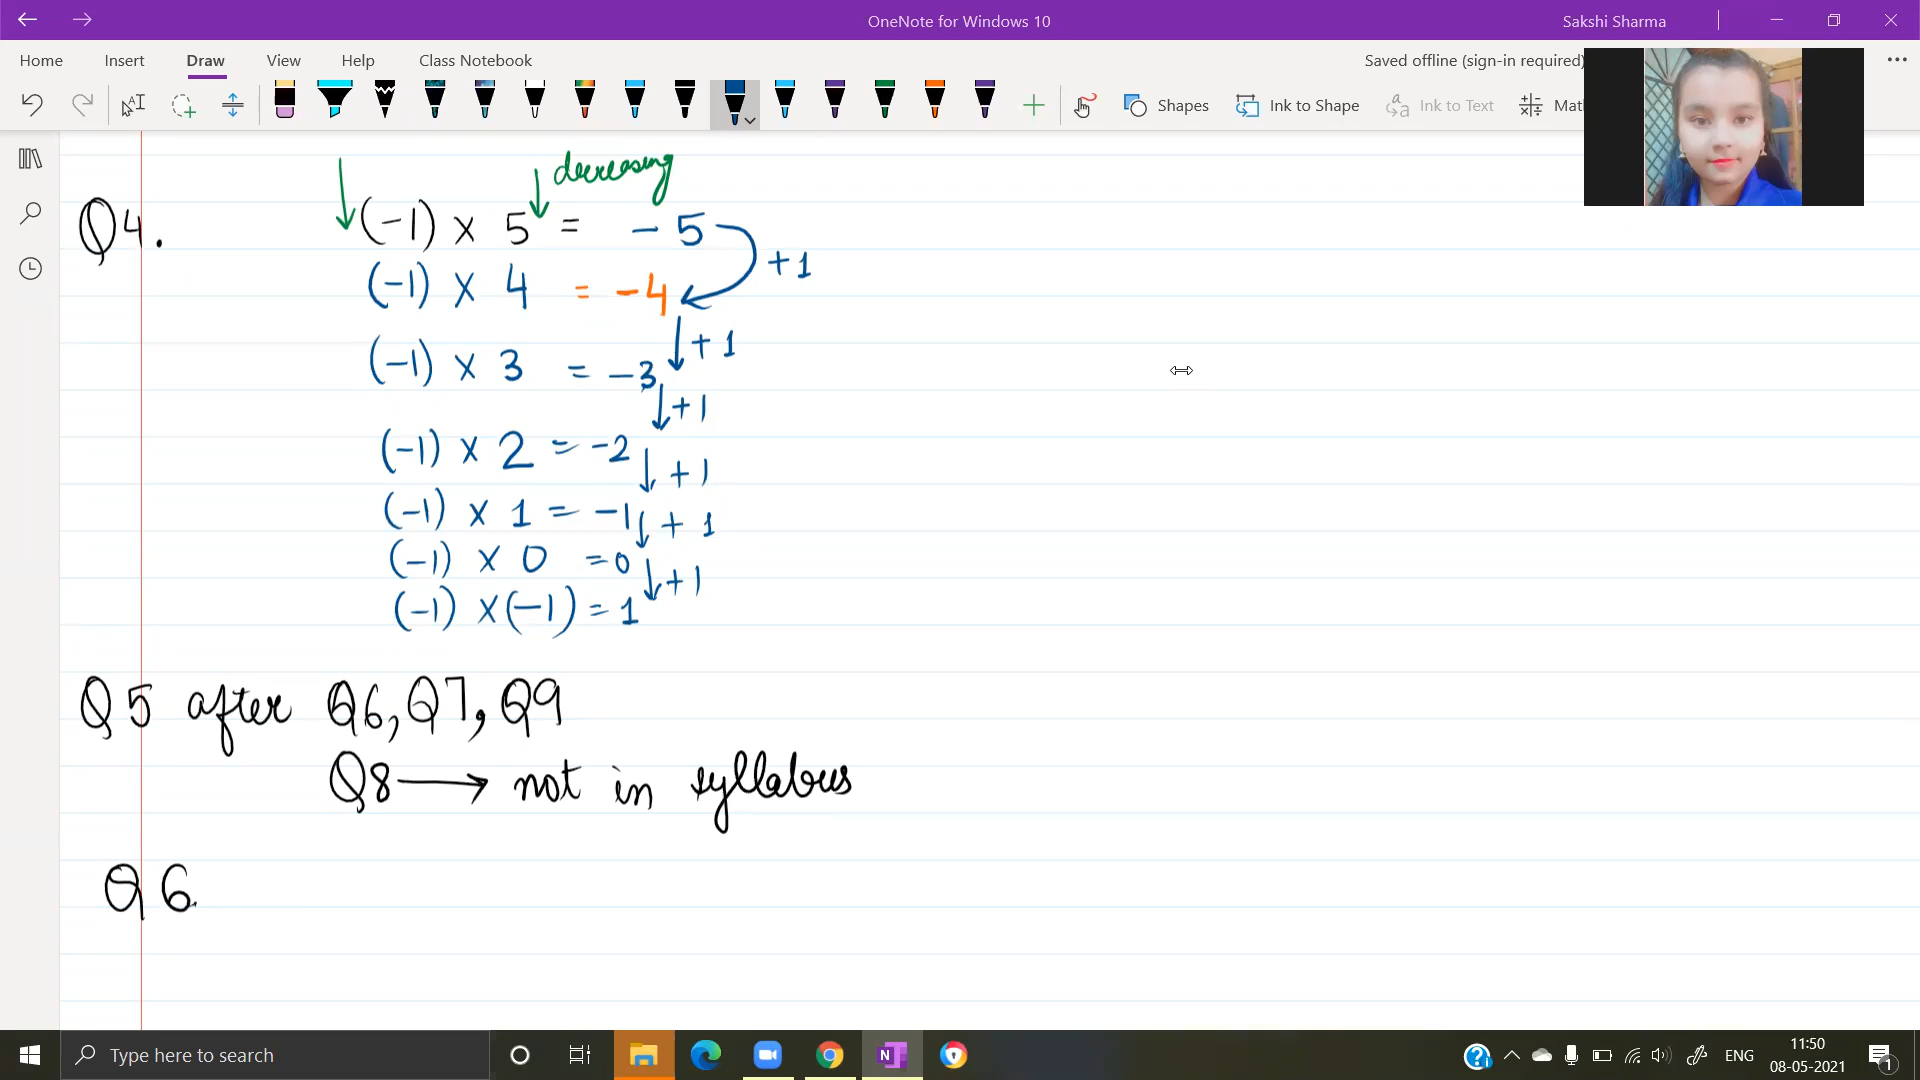 OneNote for Windows 10
Sakshi Sharma
Home Insert Draw View Help Class Notebook
Saved offline (sign-in required)
Shapes Ink to Shape Ink to Text
decreasing
Q4. (-1) × 5 = -5
+1
(-1) × 4 = -4
+1
(-1) × 3 = -3
+1
(-1) × 2 = -2
+1
(-1) × 1 = -1
+1
(-1) × 0 = 0
+1
(-1) × (-1) = 1
Q5 after Q6, Q7, Q9
Q8 → not in syllabus
Q6.
Type here to search
ENG
11:50
08-05-2021
1